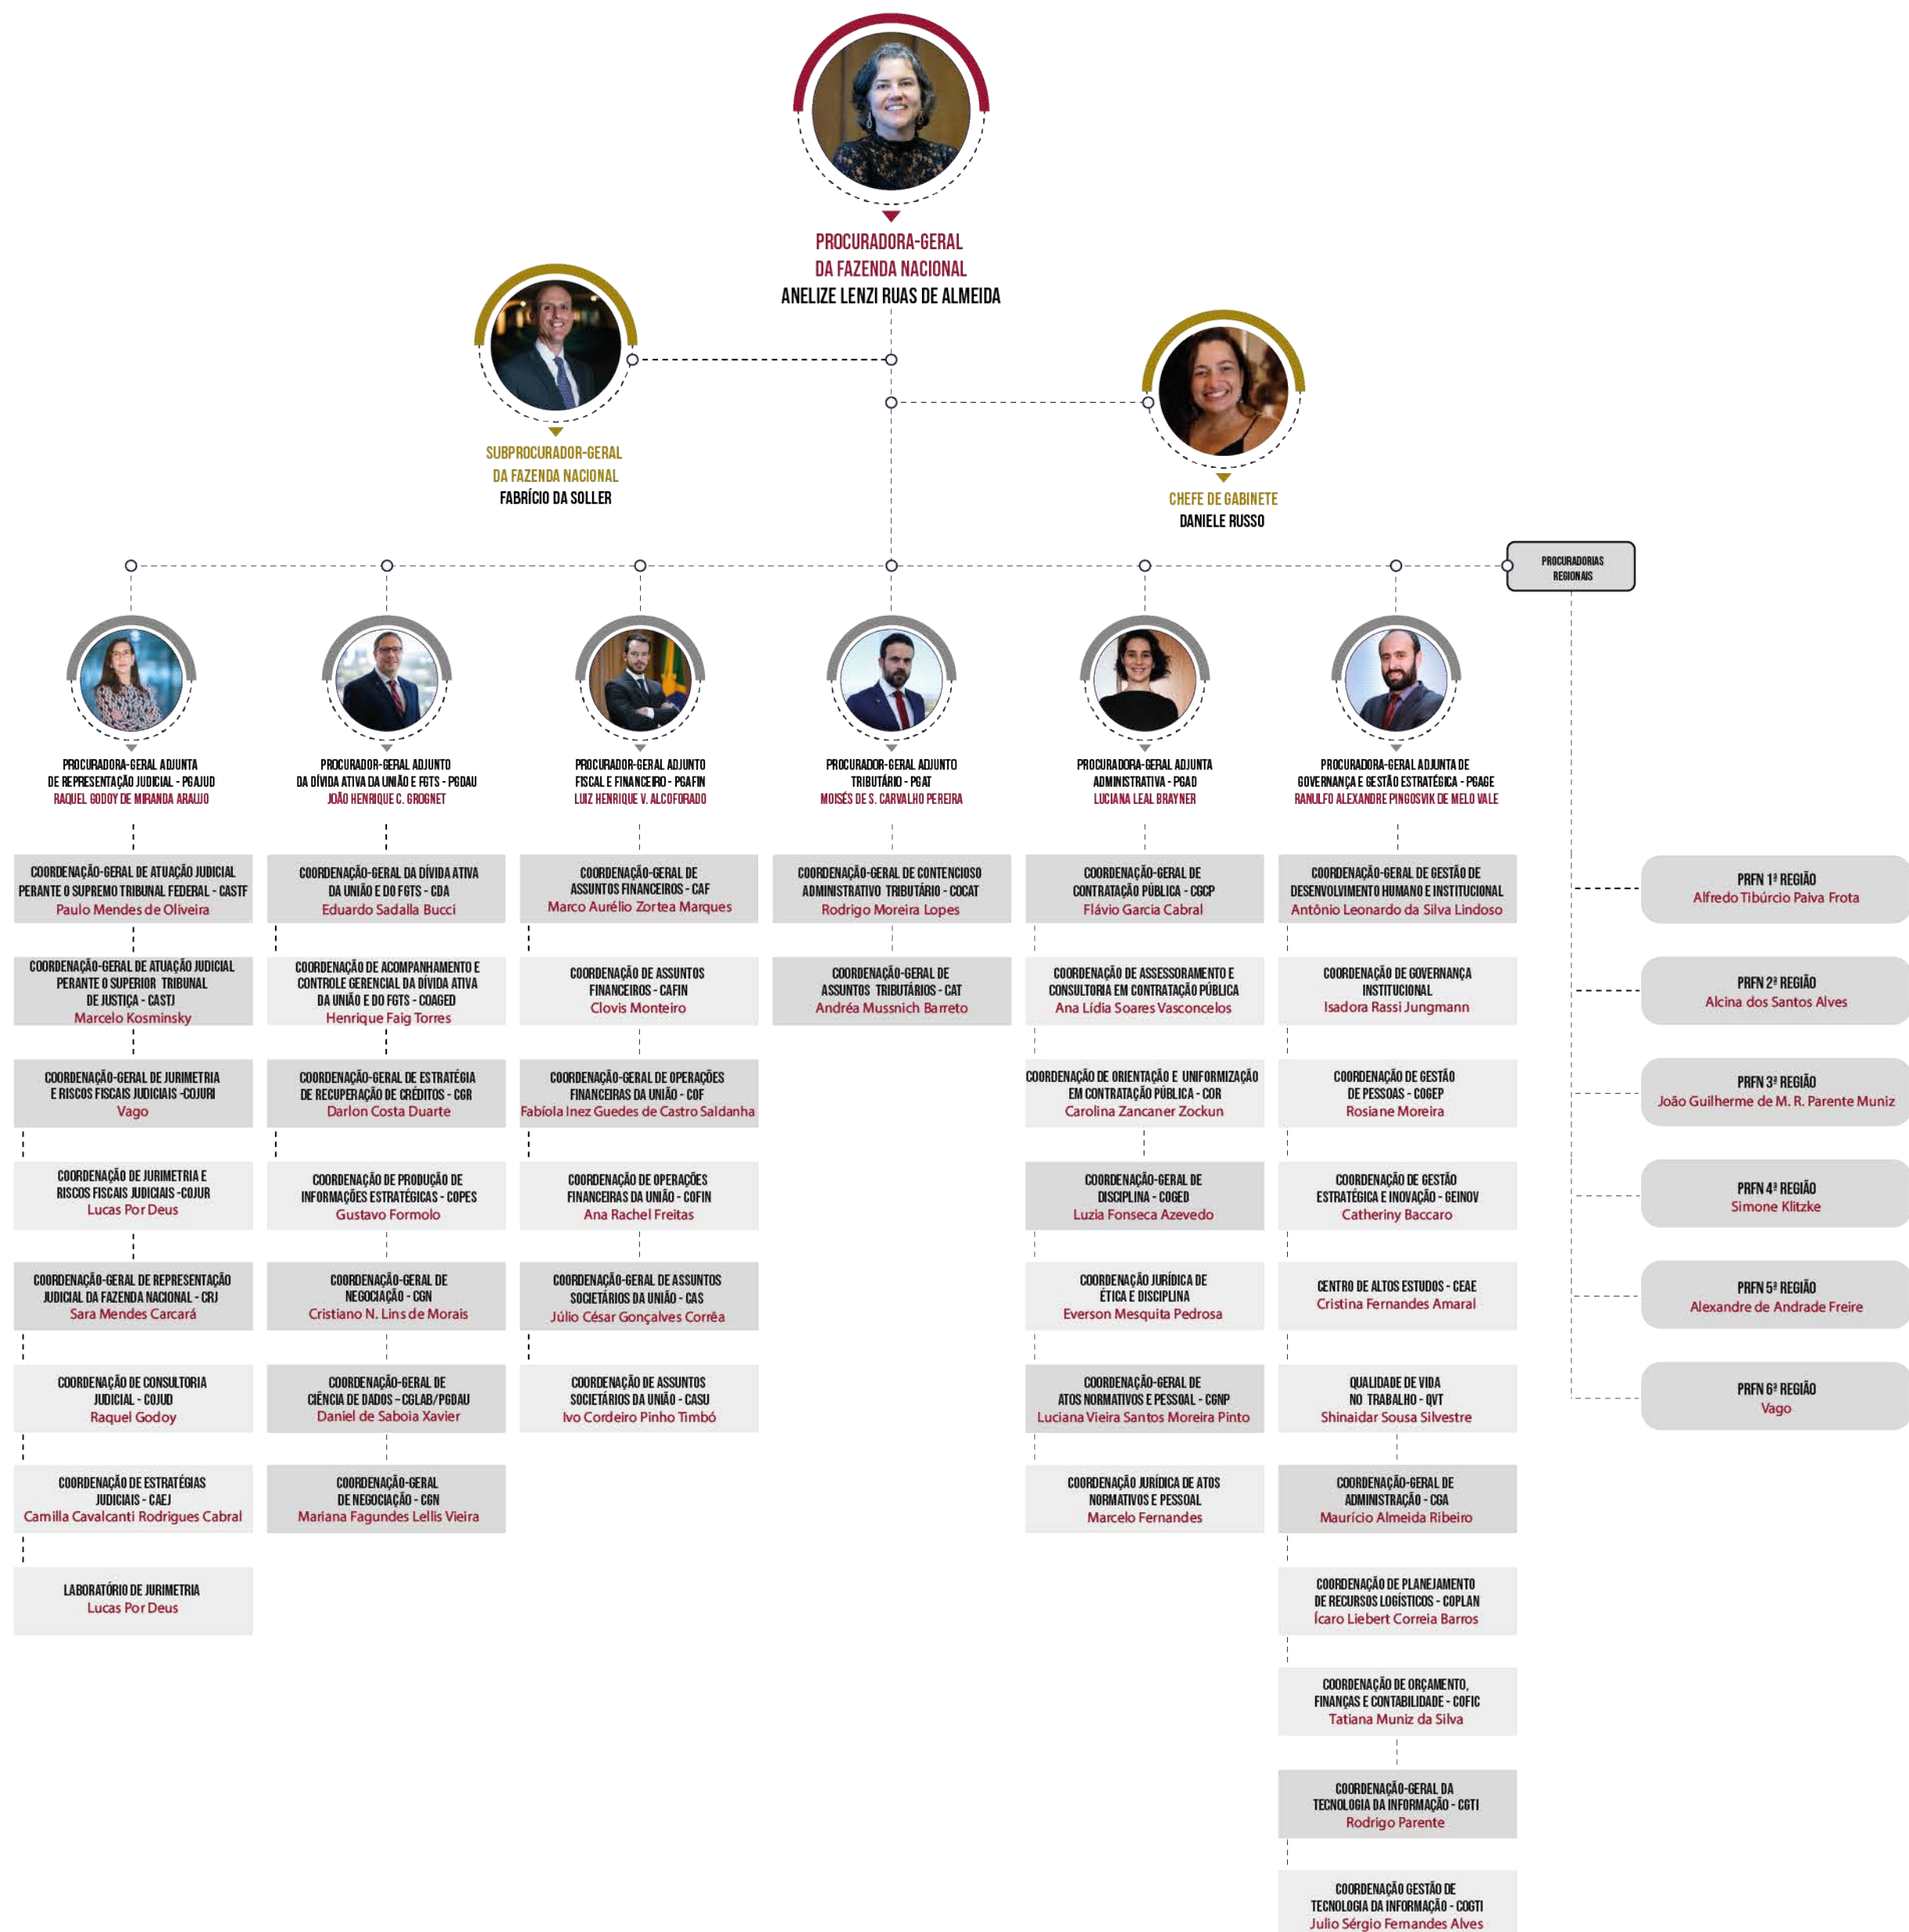 PROCURADORA-GERAL
DA FAZENDA NACIONAL
ANELIZE LENZI RUAS DE ALMEIDA
SUBPROCURADOR-GERAL
DA FAZENDA NACIONAL
FABRÍCIO DA SOLLER
CHEFE DE GABINETE
DANIELE RUSSO
PROCURADORIAS
REGIONAIS
PROCURADORA-GERAL ADJUNTA
DE REPRESENTAÇÃO JUDICIAL - PGAJUD
RAQUEL GODOY DE MIRANDA ARAUJO
COORDENAÇÃO-GERAL DE ATUAÇÃO JUDICIAL
PERANTE O SUPREMO TRIBUNAL FEDERAL - CASTF
Paulo Mendes de Oliveira
COORDENAÇÃO-GERAL DE ATUAÇÃO JUDICIAL
PERANTE O SUPERIOR TRIBUNAL
DE JUSTIÇA - CASTJ
Marcelo Kosminsky
COORDENAÇÃO-GERAL DE JURIMETRIA
E RISCOS FISCAIS JUDICIAIS -COJURI
Vago
COORDENAÇÃO DE JURIMETRIA E
RISCOS FISCAIS JUDICIAIS -COJUR
Lucas Por Deus
COORDENAÇÃO-GERAL DE REPRESENTAÇÃO
JUDICIAL DA FAZENDA NACIONAL - CRJ
Sara Mendes Carcará
COORDENAÇÃO DE CONSULTORIA
JUDICIAL - COJUD
Raquel Godoy
COORDENAÇÃO DE ESTRATÉGIAS
JUDICIAIS - CAEJ
Camilla Cavalcanti Rodrigues Cabral
LABORATÓRIO DE JURIMETRIA
Lucas Por Deus
PROCURADOR-GERAL ADJUNTO
DA DÍVIDA ATIVA DA UNIÃO E FGTS - PGDAU
JOÃO HENRIQUE C. GROGNET
COORDENAÇÃO-GERAL DA DÍVIDA ATIVA
DA UNIÃO E DO FGTS - CDA
Eduardo Sadalla Bucci
COORDENAÇÃO DE ACOMPANHAMENTO E
CONTROLE GERENCIAL DA DÍVIDA ATIVA
DA UNIÃO E DO FGTS - COAGED
Henrique Faig Torres
COORDENAÇÃO-GERAL DE ESTRATÉGIA
DE RECUPERAÇÃO DE CRÉDITOS - CGR
Darlon Costa Duarte
COORDENAÇÃO DE PRODUÇÃO DE
INFORMAÇÕES ESTRATÉGICAS - COPES
Gustavo Formolo
COORDENAÇÃO-GERAL DE
NEGOCIAÇÃO - CGN
Cristiano N. Lins de Morais
COORDENAÇÃO-GERAL DE
CIÊNCIA DE DADOS – CGLAB/PGDAU
Daniel de Saboia Xavier
COORDENAÇÃO-GERAL
DE NEGOCIAÇÃO - CGN
Mariana Fagundes Lellis Vieira
PROCURADOR-GERAL ADJUNTO
FISCAL E FINANCEIRO - PGAFIN
LUIZ HENRIQUE V. ALCOFORADO
COORDENAÇÃO-GERAL DE
ASSUNTOS FINANCEIROS - CAF
Marco Aurélio Zortea Marques
COORDENAÇÃO DE ASSUNTOS
FINANCEIROS - CAFIN
Clovis Monteiro
COORDENAÇÃO-GERAL DE OPERAÇÕES
FINANCEIRAS DA UNIÃO - COF
Fabíola Inez Guedes de Castro Saldanha
COORDENAÇÃO DE OPERAÇÕES
FINANCEIRAS DA UNIÃO - COFIN
Ana Rachel Freitas
COORDENAÇÃO-GERAL DE ASSUNTOS
SOCIETÁRIOS DA UNIÃO - CAS
Júlio César Gonçalves Corrêa
COORDENAÇÃO DE ASSUNTOS
SOCIETÁRIOS DA UNIÃO - CASU
Ivo Cordeiro Pinho Timbó
PROCURADOR-GERAL ADJUNTO
TRIBUTÁRIO - PGAT
MOISÉS DE S. CARVALHO PEREIRA
COORDENAÇÃO-GERAL DE CONTENCIOSO
ADMINISTRATIVO TRIBUTÁRIO - COCAT
Rodrigo Moreira Lopes
COORDENAÇÃO-GERAL DE
ASSUNTOS TRIBUTÁRIOS - CAT
Andréa Mussnich Barreto
PROCURADORA-GERAL ADJUNTA
ADMINISTRATIVA - PGAD
LUCIANA LEAL BRAYNER
COORDENAÇÃO-GERAL DE
CONTRATAÇÃO PÚBLICA - CGCP
Flávio Garcia Cabral
COORDENAÇÃO DE ASSESSORAMENTO E
CONSULTORIA EM CONTRATAÇÃO PÚBLICA
Ana Lídia Soares Vasconcelos
COORDENAÇÃO DE ORIENTAÇÃO E UNIFORMIZAÇÃO
EM CONTRATAÇÃO PÚBLICA - COR
Carolina Zancaner Zockun
COORDENAÇÃO-GERAL DE
DISCIPLINA - COGED
Luzia Fonseca Azevedo
COORDENAÇÃO JURÍDICA DE
ÉTICA E DISCIPLINA
Everson Mesquita Pedrosa
COORDENAÇÃO-GERAL DE
ATOS NORMATIVOS E PESSOAL - CGNP
Luciana Vieira Santos Moreira Pinto
COORDENAÇÃO JURÍDICA DE ATOS
NORMATIVOS E PESSOAL
Marcelo Fernandes
PROCURADORA-GERAL ADJUNTA DE
GOVERNANÇA E GESTÃO ESTRATÉGICA - PGAGE
RANULFO ALEXANDRE PINGOSVIK DE MELO VALE
COORDENAÇÃO-GERAL DE GESTÃO DE
DESENVOLVIMENTO HUMANO E INSTITUCIONAL
Antônio Leonardo da Silva Lindoso
COORDENAÇÃO DE GOVERNANÇA
INSTITUCIONAL
Isadora Rassi Jungmann
COORDENAÇÃO DE GESTÃO
DE PESSOAS - COGEP
Rosiane Moreira
COORDENAÇÃO DE GESTÃO
ESTRATÉGICA E INOVAÇÃO - GEINOV
Catheriny Baccaro
CENTRO DE ALTOS ESTUDOS - CEAE
Cristina Fernandes Amaral
QUALIDADE DE VIDA
NO TRABALHO - QVT
Shinaidar Sousa Silvestre
COORDENAÇÃO-GERAL DE
ADMINISTRAÇÃO - CGA
Maurício Almeida Ribeiro
COORDENAÇÃO DE PLANEJAMENTO
DE RECURSOS LOGÍSTICOS - COPLAN
Ícaro Liebert Correia Barros
COORDENAÇÃO DE ORÇAMENTO,
FINANÇAS E CONTABILIDADE - COFIC
Tatiana Muniz da Silva
COORDENAÇÃO-GERAL DA
TECNOLOGIA DA INFORMAÇÃO - CGTI
Rodrigo Parente
COORDENAÇÃO GESTÃO DE
TECNOLOGIA DA INFORMAÇÃO - COGTI
Julio Sérgio Fernandes Alves
PRFN 1ª REGIÃO
Alfredo Tibúrcio Paiva Frota
PRFN 2ª REGIÃO
Alcina dos Santos Alves
PRFN 3ª REGIÃO
João Guilherme de M. R. Parente Muniz
PRFN 4ª REGIÃO
Simone Klitzke
PRFN 5ª REGIÃO
Alexandre de Andrade Freire
PRFN 6ª REGIÃO
Vago